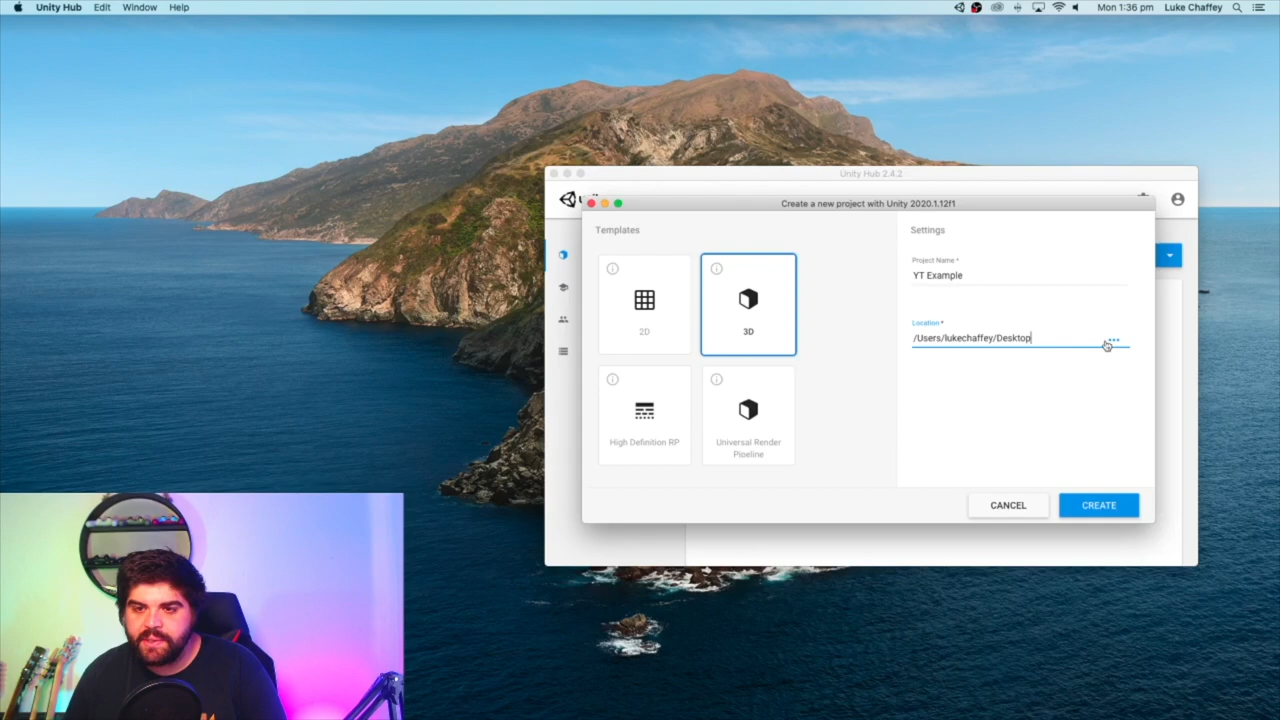 Unity Hub Edit Window Help
Mon 1:36 pm Luke Chaffey
Unity Hub 2.4.2
Create a new project with Unity 2020.1.12f1
Templates
Settings
2D
3D
High Definition RP
Universal Render
Pipeline
Project Name *
YT Example
Location *
/Users/lukechaffey/Desktop
CANCEL
CREATE